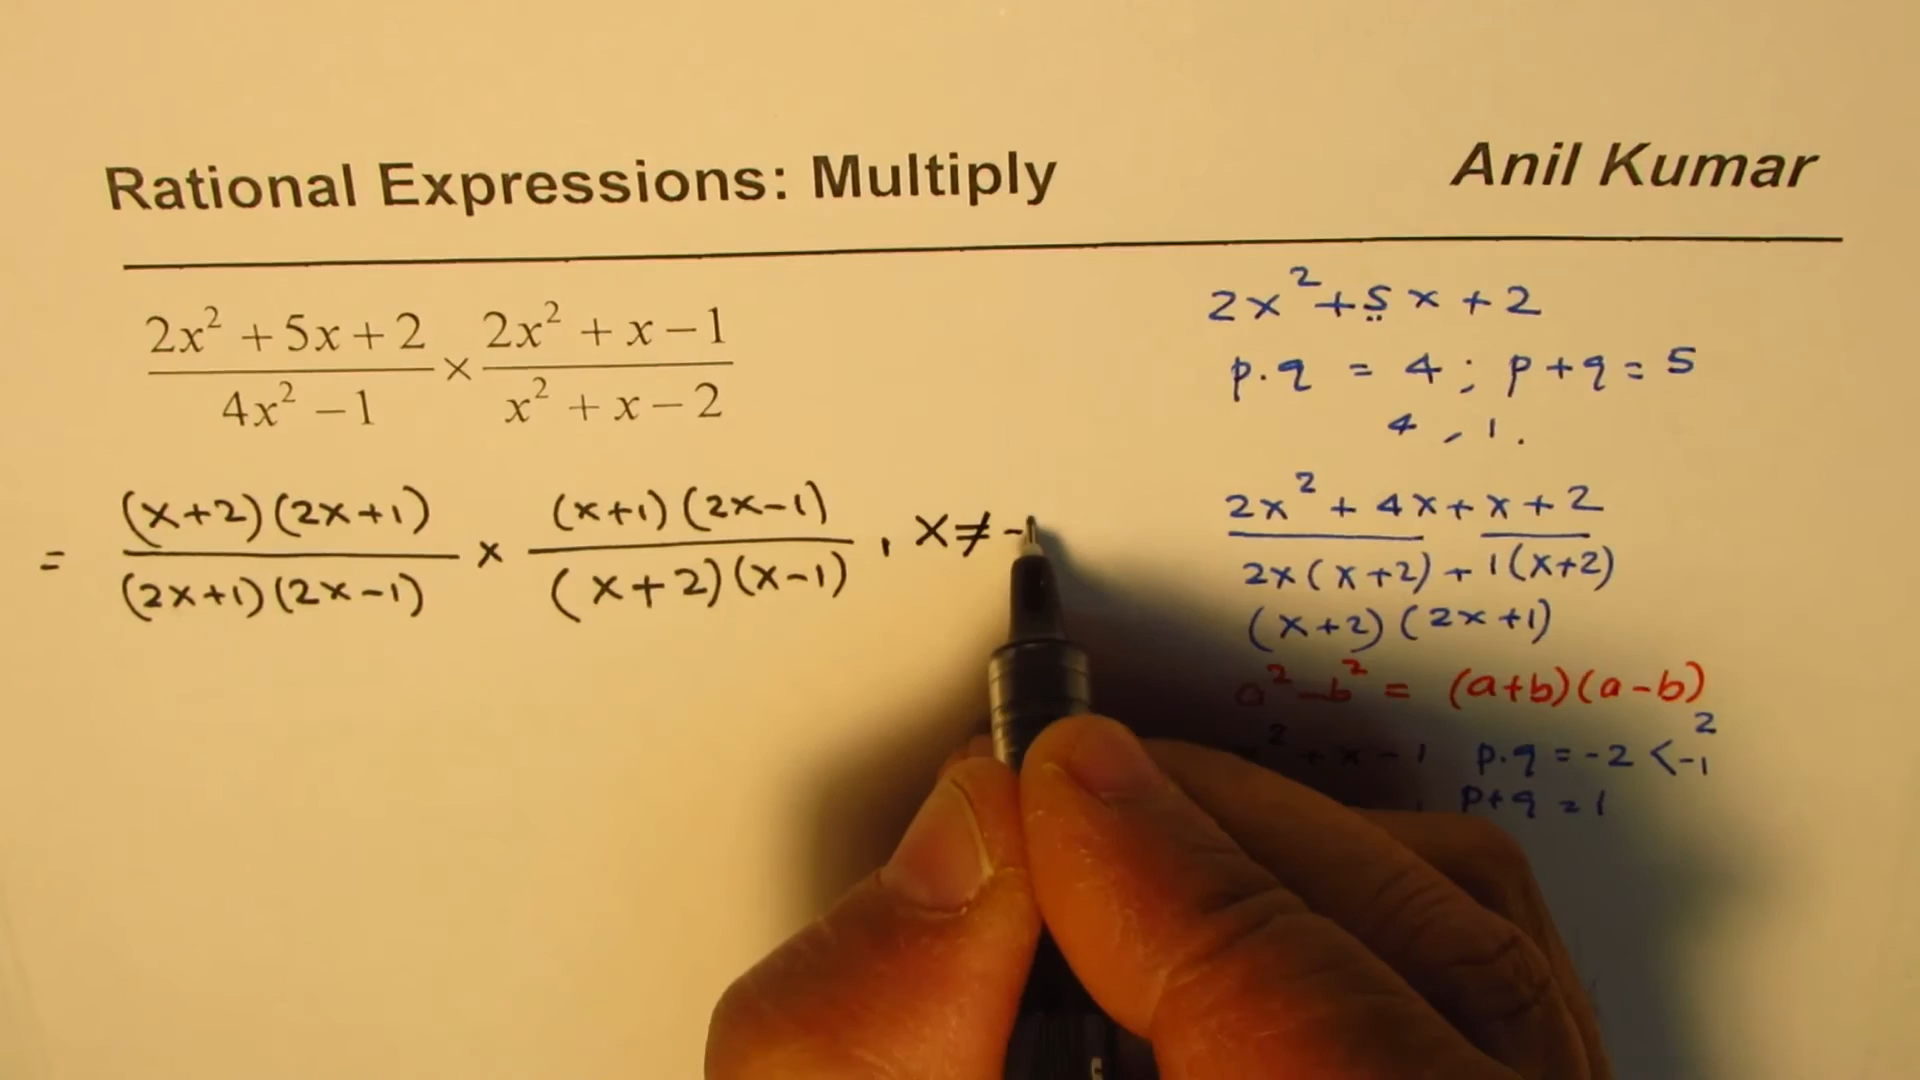 Rational Expressions: Multiply
Anil Kumar
2x² + 5x + 2 / 4x² − 1 × 2x² + x − 1 / x² + x − 2
= (x+2)(2x+1) / (2x+1)(2x−1) × (x+1)(2x−1) / (x+2)(x−1) , x ≠ −
2x² + 5x + 2
p.q = 4 ; p + q = 5
4 , 1 .
2x² + 4x + x + 2
2x(x+2) + 1(x+2)
(x+2)(2x+1)
a² − b² = (a+b)(a−b)
² + x − 1 p.q = −2 < 2 −1
p+q = 1